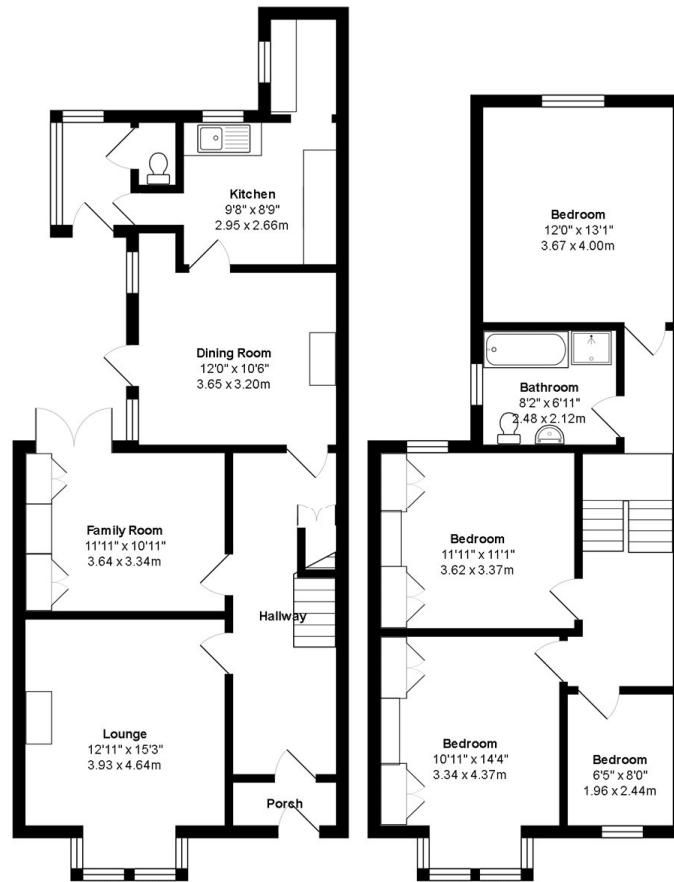 Kitchen
9'8" x 8'9"
2.95 x 2.66m
Dining Room
12'0" x 10'6"
3.65 x 3.20m
Family Room
11'11" x 10'11"
3.64 x 3.34m
Hallway
Lounge
12'11" x 15'3"
3.93 x 4.64m
Porch
Bedroom
12'0" x 13'1"
3.67 x 4.00m
Bathroom
8'2" x 6'11"
2.48 x 2.12m
Bedroom
11'11" x 11'1"
3.62 x 3.37m
Bedroom
10'11" x 14'4"
3.34 x 4.37m
Bedroom
6'5" x 8'0"
1.96 x 2.44m